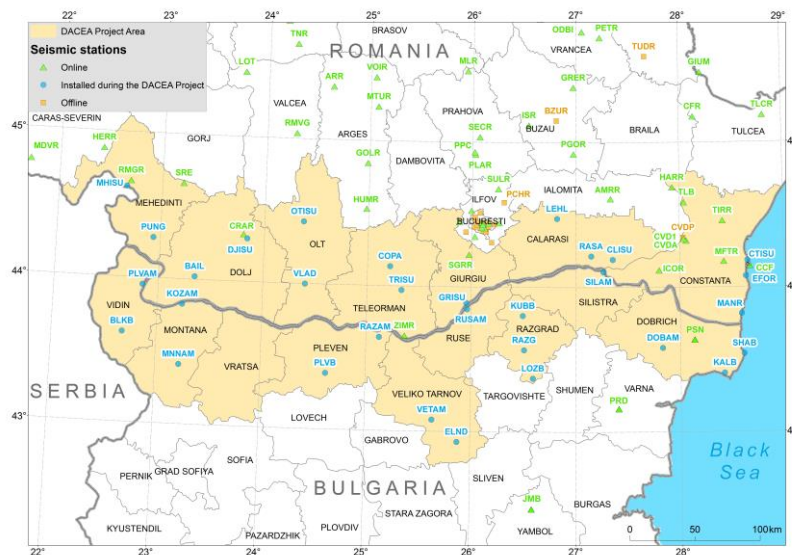 22° 23° 24° 25° 26° 27° 28° 29°
DACEA Project Area
Seismic stations
Online
Installed during the DACEA Project
Offline
TNR
BRASOV
ODBI
PETR
VRANCEA
TUDR
ROMANIA
LOT
ARR
VOIR
MLR
GIUM
GRER
MTUR
VALCEA
PRAHOVA
ISR
BZUR
CFR
TLCR
45°
CARAS-SEVERIN
GORJ
RMVG
ARGES
SECR
BUZAU
BRAILA
TULCEA
HERR
MDVR
PPC
PGOR
GOLR
DAMBOVITA
PLAR
RMGR
SRE
MHISU
SULR
PCHR
IALOMITA
HARR
MEHEDINTI
HUMR
ILFOV
AMRR
TLB
OTISU
BUCURESTI
LEHL
TIRR
PUNG
CRAR
DJISU
OLT
CALARASI
CVDP
CVD1
CVDA
COPA
SGRR
RASA
CLISU
MFTR
CTISU
44°
PLVAM
BAIL
DOLJ
VLAD
TRISU
GIURGIU
SILAM
ICOR
CONSTANTA
CCF
EFOR
VIDIN
KOZAM
TELEORMAN
GRISU
RUSAM
KUBB
SILISTRA
MANR
BLKB
MONTANA
RAZAM
ZIMR
RUSE
RAZGRAD
DOBRICH
PSN
MNNAM
PLEVEN
RAZG
DOBAM
SHAB
VRATSA
PLVB
LOZB
KALB
SERBIA
VELIKO TARNOV
TARGOVISHTE
SHUMEN
VARNA
43°
LOVECH
VETAM
PRD
GABROVO
ELND
Black
Sea
SOFIA
PERNIK
GRAD SOFIYA
BULGARIA
SLIVEN
JMB
BURGAS
STARA ZAGORA
KYUSTENDIL
PAZARDZHIK
PLOVDIV
YAMBOL
0 50 100km
22° 23° 24° 25° 26° 27° 28°